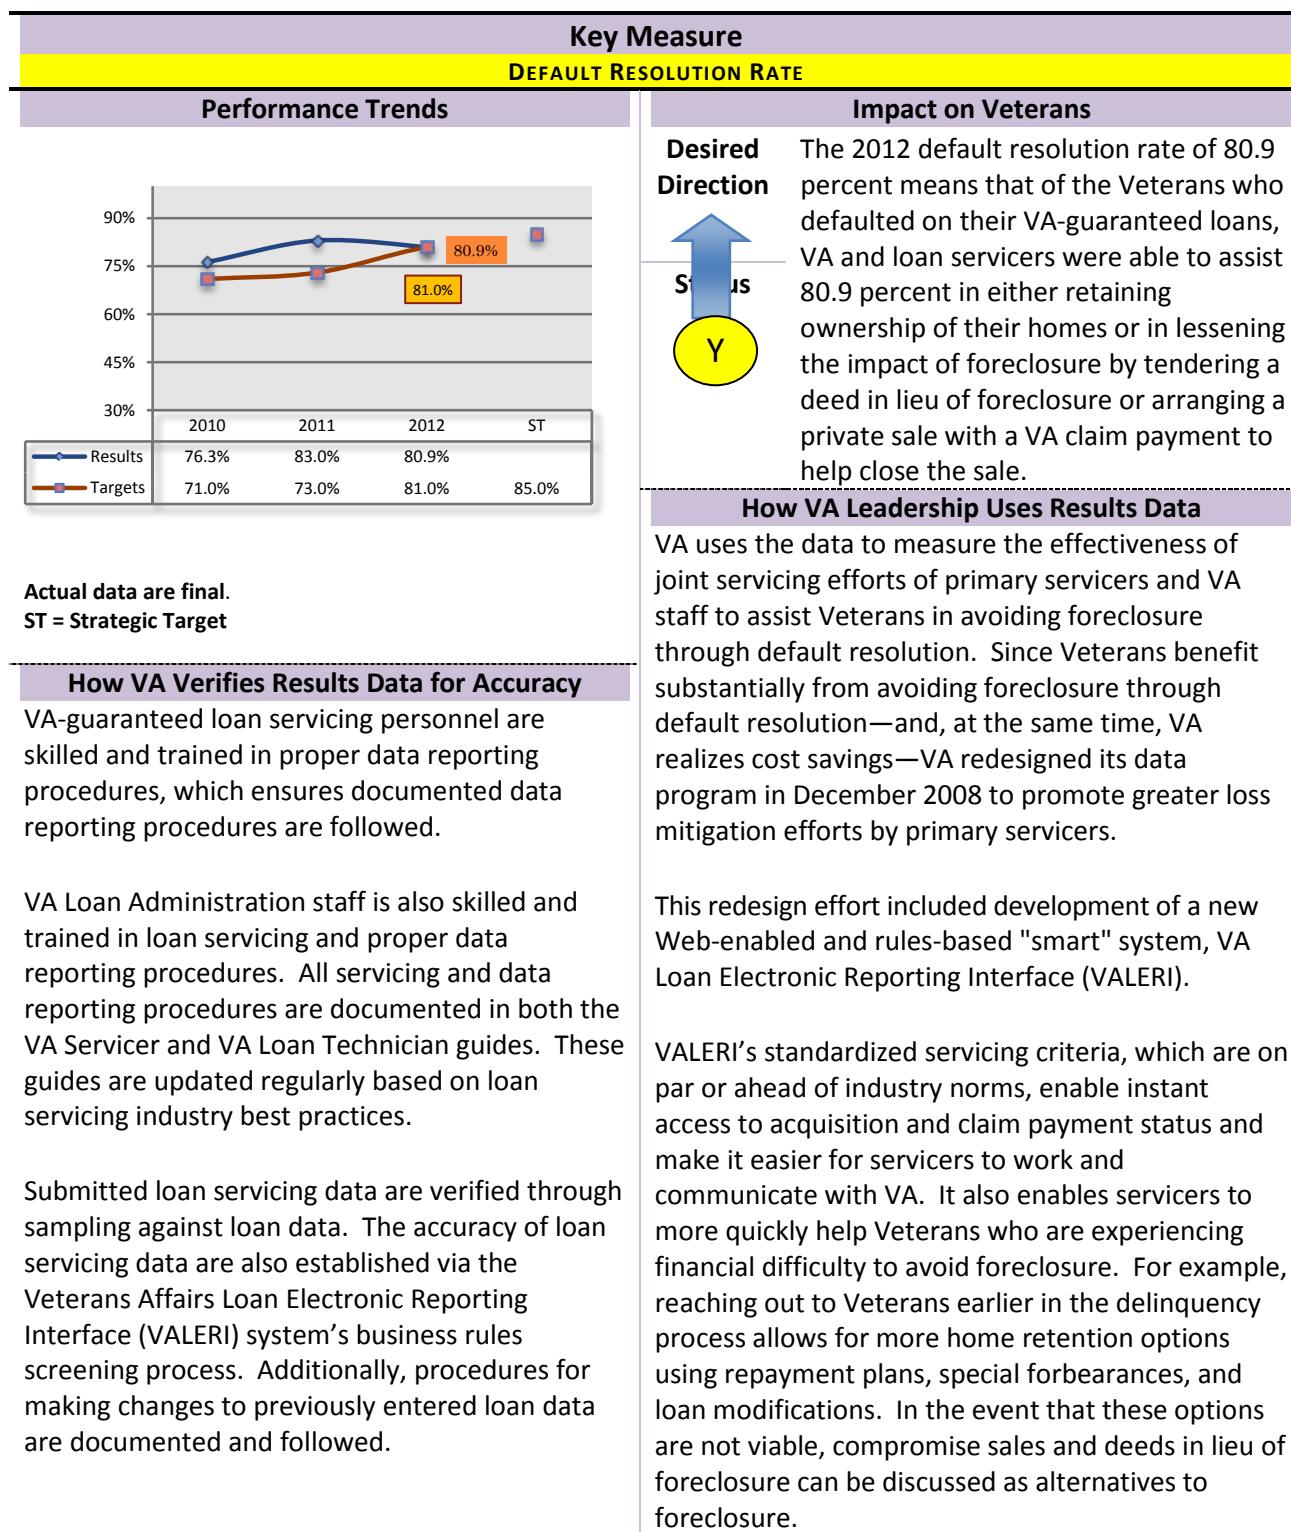 Key Measure
DEFAULT RESOLUTION RATE
Performance Trends
90%
75%
60%
45%
30%
80.9%
81.0%
2010 2011 2012 ST
Results 76.3% 83.0% 80.9%
Targets 71.0% 73.0% 81.0% 85.0%
Actual data are final.
ST = Strategic Target
How VA Verifies Results Data for Accuracy
VA-guaranteed loan servicing personnel are
skilled and trained in proper data reporting
procedures, which ensures documented data
reporting procedures are followed.
VA Loan Administration staff is also skilled and
trained in loan servicing and proper data
reporting procedures.  All servicing and data
reporting procedures are documented in both the
VA Servicer and VA Loan Technician guides.  These
guides are updated regularly based on loan
servicing industry best practices.
Submitted loan servicing data are verified through
sampling against loan data.  The accuracy of loan
servicing data are also established via the
Veterans Affairs Loan Electronic Reporting
Interface (VALERI) system’s business rules
screening process.  Additionally, procedures for
making changes to previously entered loan data
are documented and followed.
Impact on Veterans
Desired
Direction
Y
The 2012 default resolution rate of 80.9
percent means that of the Veterans who
defaulted on their VA-guaranteed loans,
VA and loan servicers were able to assist
80.9 percent in either retaining
ownership of their homes or in lessening
the impact of foreclosure by tendering a
deed in lieu of foreclosure or arranging a
private sale with a VA claim payment to
help close the sale.
How VA Leadership Uses Results Data
VA uses the data to measure the effectiveness of
joint servicing efforts of primary servicers and VA
staff to assist Veterans in avoiding foreclosure
through default resolution.  Since Veterans benefit
substantially from avoiding foreclosure through
default resolution—and, at the same time, VA
realizes cost savings—VA redesigned its data
program in December 2008 to promote greater loss
mitigation efforts by primary servicers.
This redesign effort included development of a new
Web-enabled and rules-based "smart" system, VA
Loan Electronic Reporting Interface (VALERI).
VALERI’s standardized servicing criteria, which are on
par or ahead of industry norms, enable instant
access to acquisition and claim payment status and
make it easier for servicers to work and
communicate with VA.  It also enables servicers to
more quickly help Veterans who are experiencing
financial difficulty to avoid foreclosure.  For example,
reaching out to Veterans earlier in the delinquency
process allows for more home retention options
using repayment plans, special forbearances, and
loan modifications.  In the event that these options
are not viable, compromise sales and deeds in lieu of
foreclosure can be discussed as alternatives to
foreclosure.